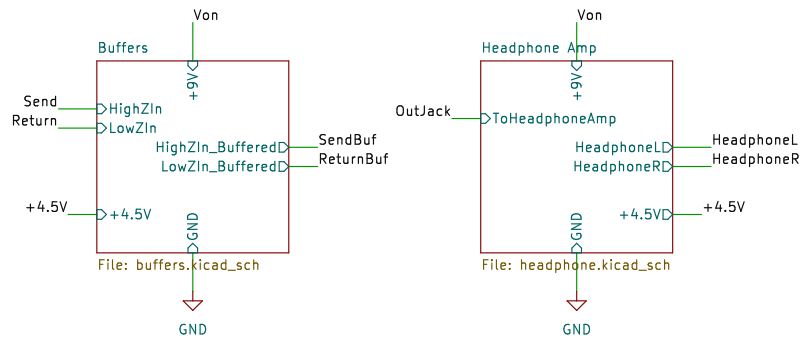 Von
Buffers
+9V
Send
HighZIn
Return
LowZIn
HighZIn_Buffered
SendBuf
LowZIn_Buffered
ReturnBuf
+4.5V
+4.5V
GND
File: buffers.kicad_sch
GND
Von
Headphone Amp
+9V
OutJack
ToHeadphoneAmp
HeadphoneL
HeadphoneL
HeadphoneR
HeadphoneR
+4.5V
+4.5V
GND
File: headphone.kicad_sch
GND